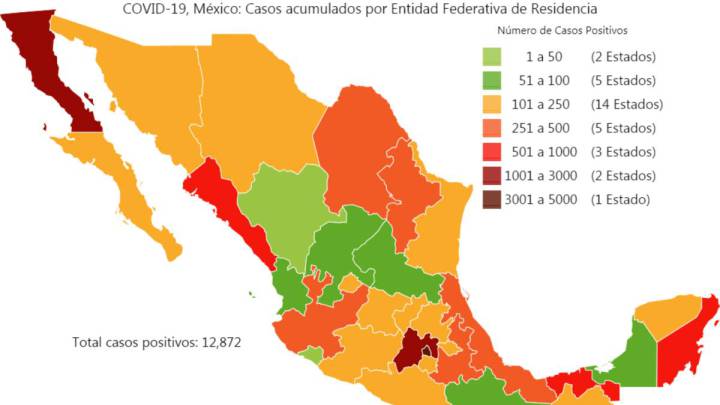 COVID-19, México: Casos acumulados por Entidad Federativa de Residencia
Número de Casos Positivos
1 a 50 (2 Estados)
51 a 100 (5 Estados)
101 a 250 (14 Estados)
251 a 500 (5 Estados)
501 a 1000 (3 Estados)
1001 a 3000 (2 Estados)
3001 a 5000 (1 Estado)
Total casos positivos: 12,872